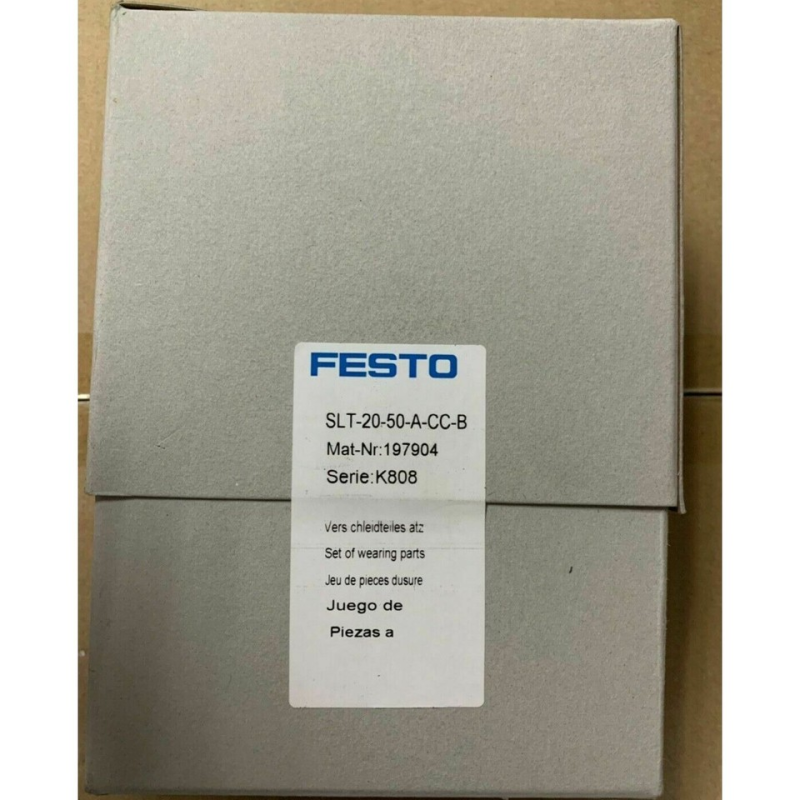 FESTO
SLT-20-50-A-CC-B
Mat-Nr:197904
Serie:K808
Vers chleidteiles atz
Set of wearing parts
Jeu de pieces dusure
Juego de
Piezas a